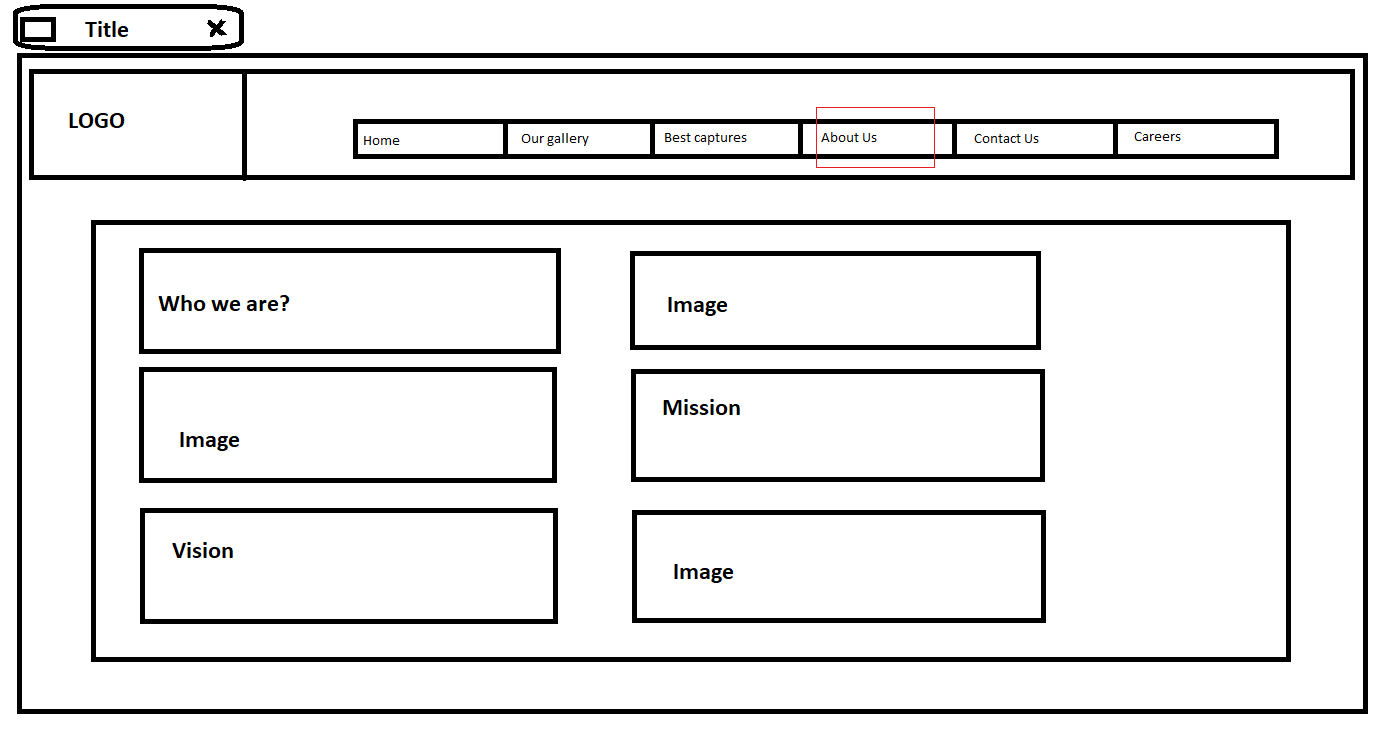 Title
LOGO
Home
Our gallery
Best captures
About Us
Contact Us
Careers
Who we are?
Image
Image
Mission
Vision
Image